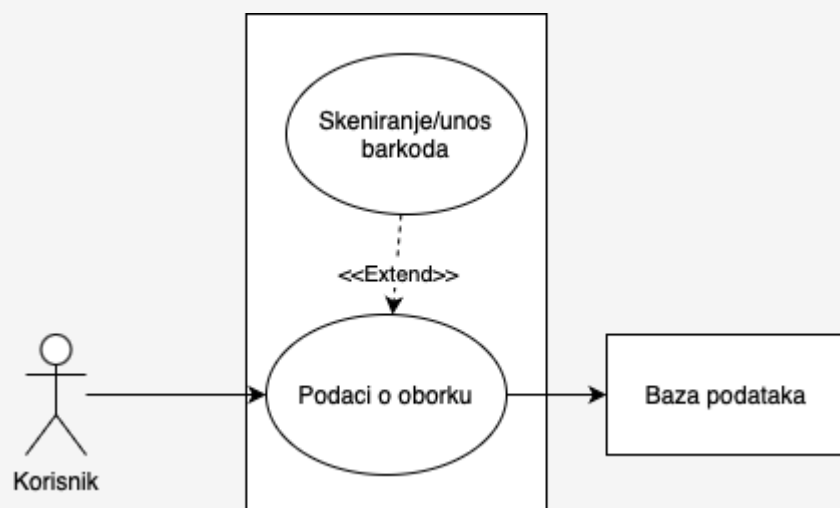 Skeniranje/unos
barkoda
<<Extend>>
Podaci o oborku
Baza podataka
Korisnik